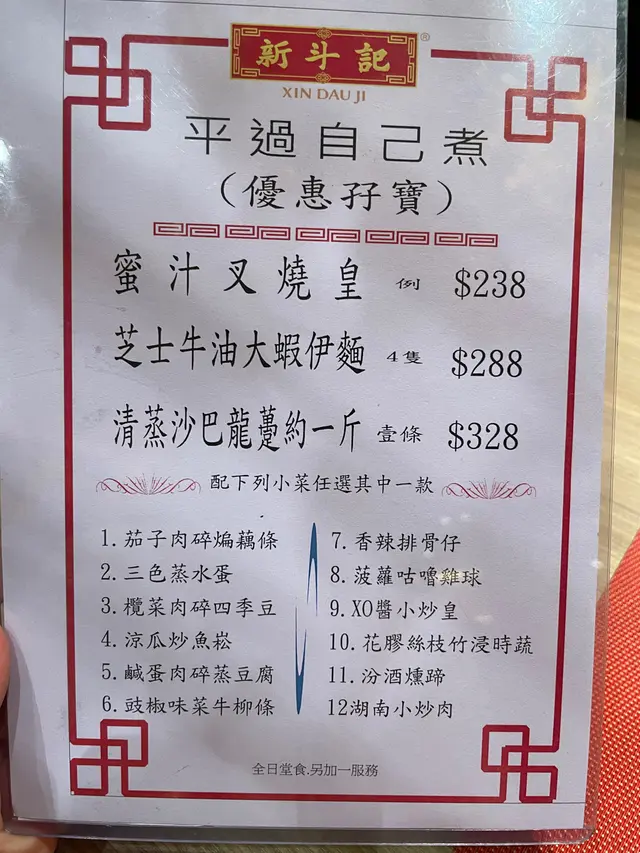 新斗記®
XIN DAU JI
平過自己煮
（優惠孖寶）
蜜汁叉燒皇 例 $238
芝士牛油大蝦伊麵 4隻 $288
清蒸沙巴龍躉約一斤 壹條 $328
配下列小菜任選其中一款
1. 茄子肉碎煸藕條
2. 三色蒸水蛋
3. 欖菜肉碎四季豆
4. 涼瓜炒魚崧
5. 鹹蛋肉碎蒸豆腐
6. 豉椒味菜牛柳條
7. 香辣排骨仔
8. 菠蘿咕嚕雞球
9. XO醬小炒皇
10. 花膠絲枝竹浸時蔬
11. 汾酒燻蹄
12湖南小炒肉
全日堂食.另加一服務